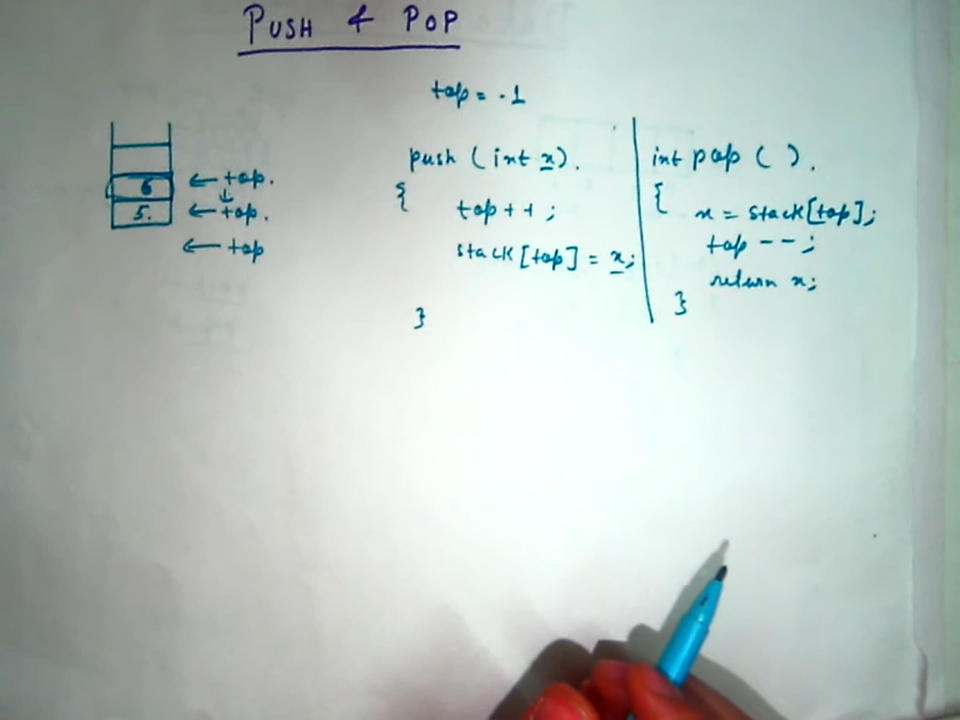 PUSH & POP
top = -1
6 ← top.
↓
5. ← top.
← top
push (int x).
{
top++;
stack[top] = x;
}
int pop ( ).
{
x = stack[top];
top --;
return x;
}